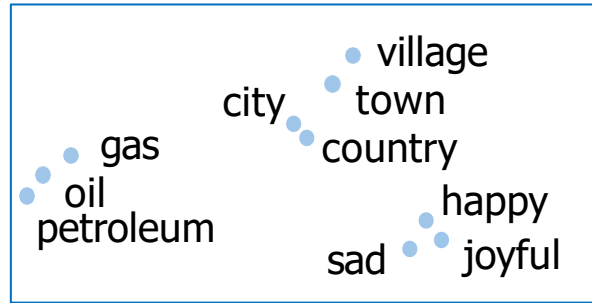 village
city
town
gas
country
oil
petroleum
happy
sad
joyful